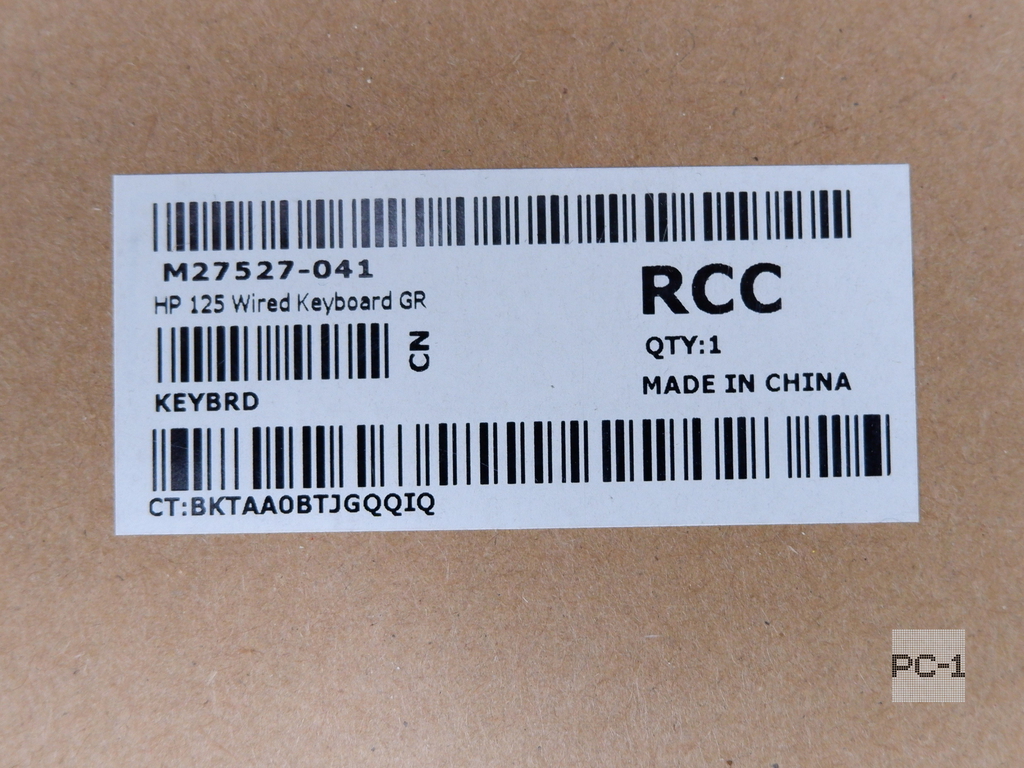 M27527-041
HP 125 Wired Keyboard GR
RCC
CN
QTY:1
KEYBRD
MADE IN CHINA
CT:BKTAA0BTJGQQIQ
PC-1